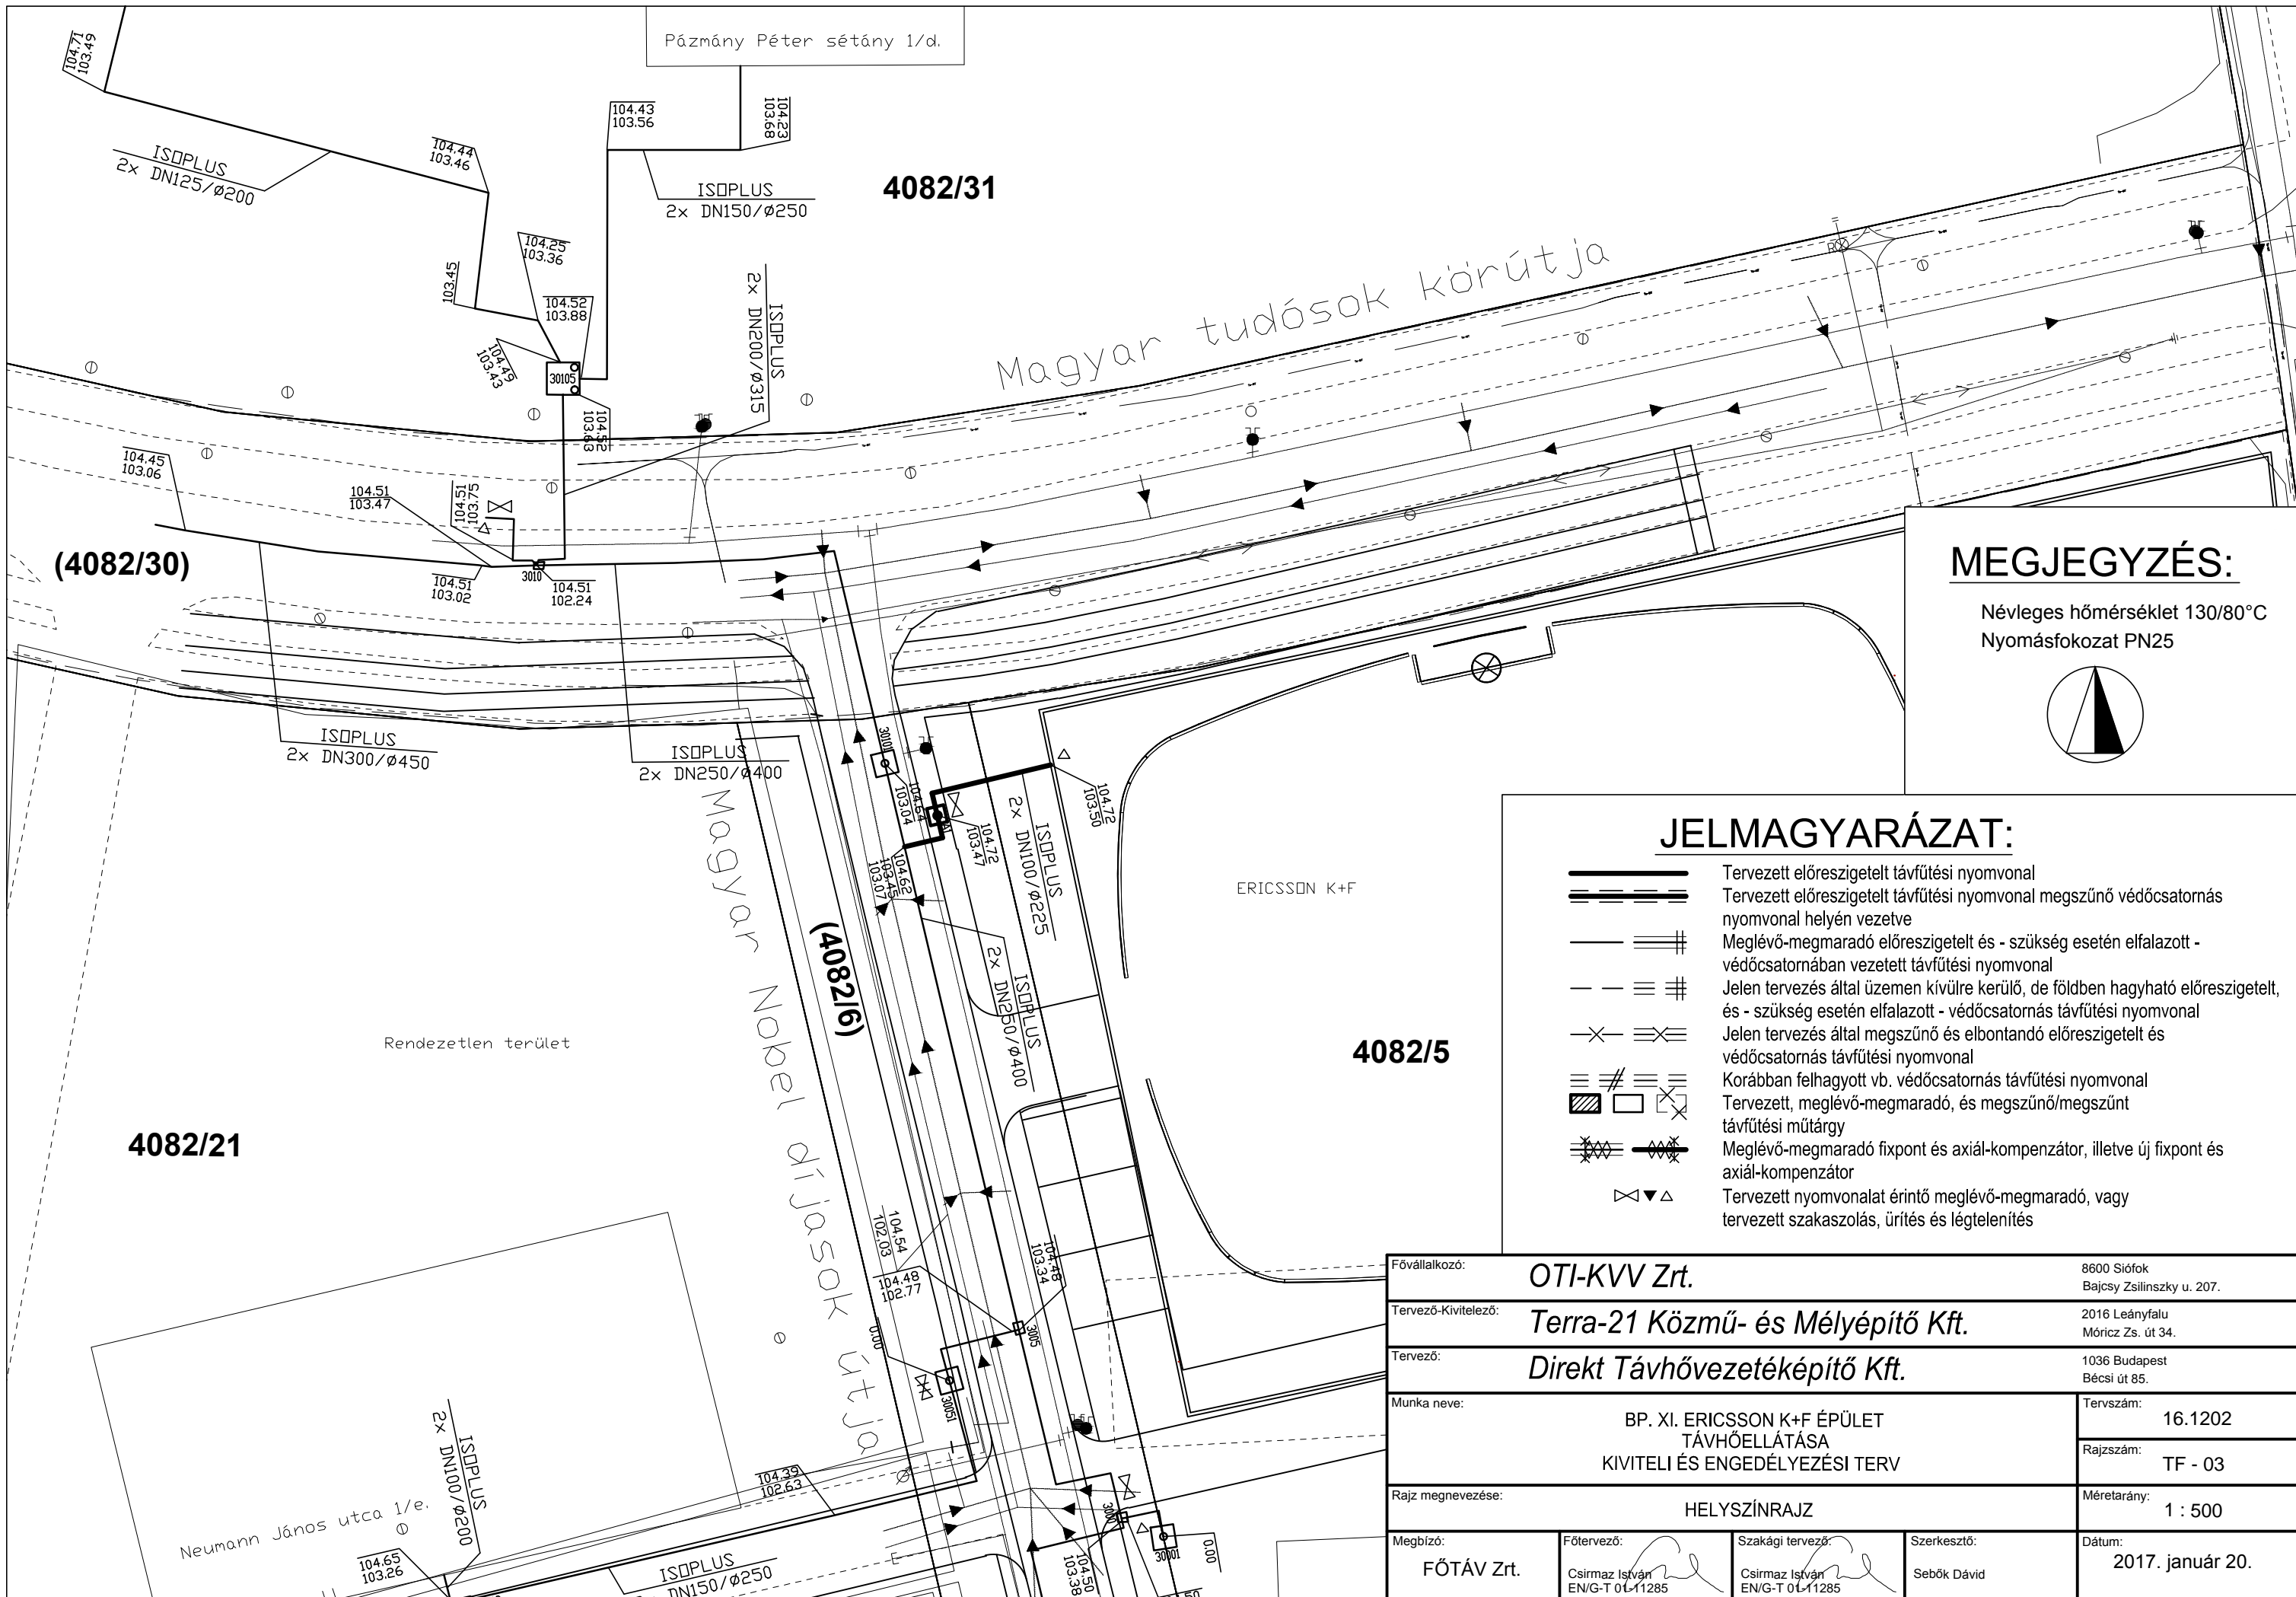 Pázmány Péter sétány 1/d.
104.71
103.49
104.43
103.56
104.23
103.68
104.44
103.46
ISOPLUS
2x DN125/Ø200
ISOPLUS
2x DN150/Ø250
4082/31
104.25
103.36
103.45
104.52
103.88
ISOPLUS
2x DN200/Ø315
Magyar tudósok körútja
104.49
103.43
30105
104.52
103.63
104.45
103.06
104.51
103.47
104.51
103.75
(4082/30)
104.51
103.02
3010
104.51
102.24
MEGJEGYZÉS:
Névleges hőmérséklet 130/80°C
Nyomásfokozat PN25
ISOPLUS
2x DN300/Ø450
ISOPLUS
2x DN250/Ø400
30101
104.64
103.04
104.72
103.47
104.72
103.50
ISOPLUS
2x DN100/Ø225
104.62
103.45
103.07
ERICSSON K+F
Magyar Nobel díjasok útja
(4082/6)
ISOPLUS
2x DN250/Ø400
Rendezetlen terület
4082/5
4082/21
104,54
102,03
104.48
102.77
104.48
103.34
0.00
3005
30051
104.39
102.63
ISOPLUS
2x DN100/Ø200
Neumann János utca 1/e.
104.65
103.26
ISOPLUS
DN150/Ø250
E
104.50
103.38
30001
0.00
JELMAGYARÁZAT:
Tervezett előreszigetelt távfűtési nyomvonal
Tervezett előreszigetelt távfűtési nyomvonal megszűnő védőcsatornás
nyomvonal helyén vezetve
Meglévő-megmaradó előreszigetelt és - szükség esetén elfalazott -
védőcsatornában vezetett távfűtési nyomvonal
Jelen tervezés által üzemen kívülre kerülő, de földben hagyható előreszigetelt,
és - szükség esetén elfalazott - védőcsatornás távfűtési nyomvonal
Jelen tervezés által megszűnő és elbontandó előreszigetelt és
védőcsatornás távfűtési nyomvonal
Korábban felhagyott vb. védőcsatornás távfűtési nyomvonal
Tervezett, meglévő-megmaradó, és megszűnő/megszűnt
távfűtési műtárgy
Meglévő-megmaradó fixpont és axiál-kompenzátor, illetve új fixpont és
axiál-kompenzátor
Tervezett nyomvonalat érintő meglévő-megmaradó, vagy
tervezett szakaszolás, ürítés és légtelenítés
Fővállalkozó:
OTI-KVV Zrt.
8600 Siófok
Bajcsy Zsilinszky u. 207.
Tervező-Kivitelező:
Terra-21 Közmű- és Mélyépítő Kft.
2016 Leányfalu
Móricz Zs. út 34.
Tervező:
Direkt Távhővezetéképítő Kft.
1036 Budapest
Bécsi út 85.
Munka neve:
BP. XI. ERICSSON K+F ÉPÜLET
TÁVHŐELLÁTÁSA
KIVITELI ÉS ENGEDÉLYEZÉSI TERV
Tervszám:
16.1202
Rajzszám:
TF - 03
Rajz megnevezése:
HELYSZÍNRAJZ
Méretarány:
1 : 500
Megbízó:
FŐTÁV Zrt.
Főtervező:
Csirmaz István
EN/G-T 01-11285
Szakági tervező:
Csirmaz István
EN/G-T 01-11285
Szerkesztő:
Sebők Dávid
Dátum:
2017. január 20.